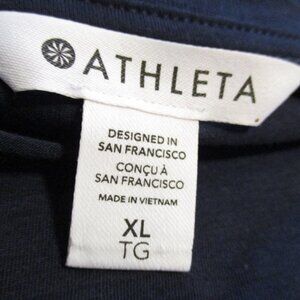 ATHLETA
DESIGNED IN
SAN FRANCISCO
CONÇU À
SAN FRANCISCO
MADE IN VIETNAM
XL
TG